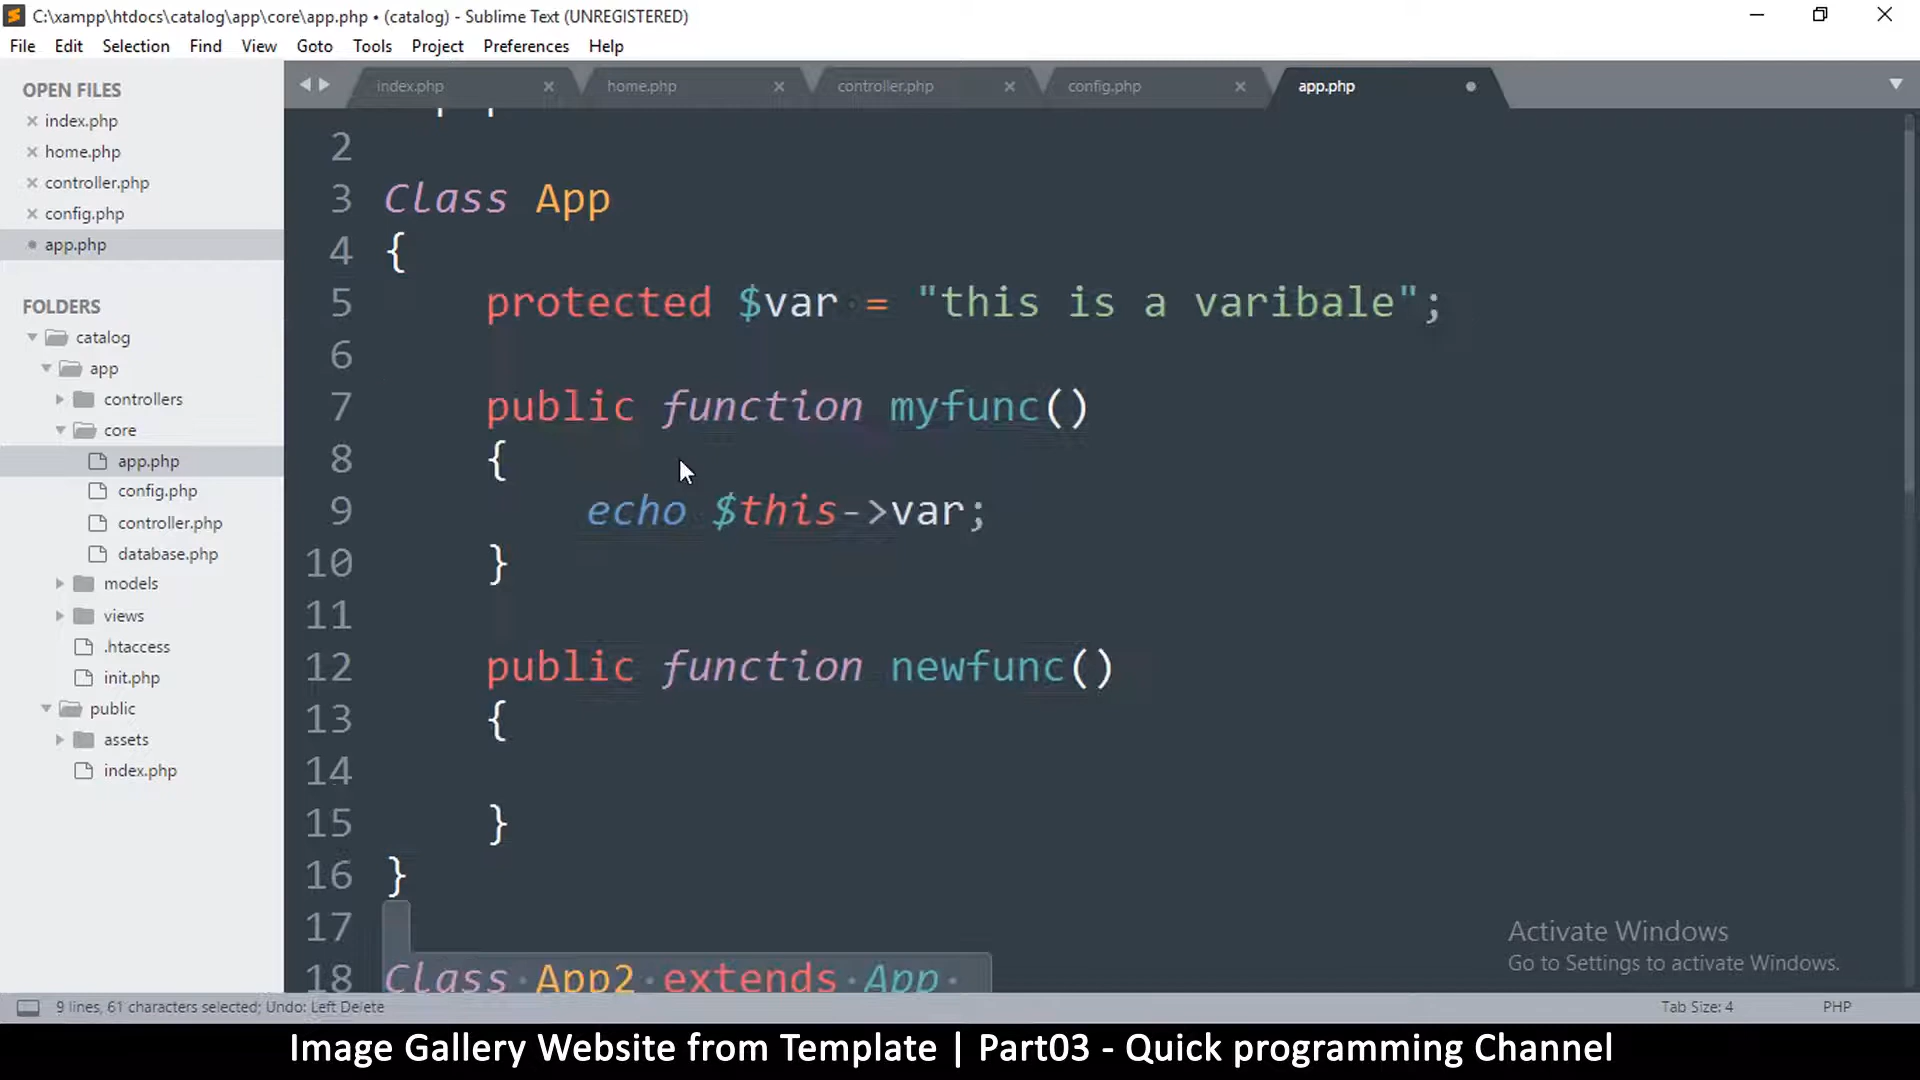 C:\xampp\htdocs\catalog\app\core\app.php • (catalog) - Sublime Text (UNREGISTERED)
File Edit Selection Find View Goto Tools Project Preferences Help
OPEN FILES
index.php
home.php
controller.php
config.php
app.php
FOLDERS
catalog
app
controllers
core
app.php
config.php
controller.php
database.php
models
views
.htaccess
init.php
public
assets
index.php
index.php home.php controller.php config.php app.php
2
3 Class App
4 {
5 protected $var = "this is a varibale";
6
7 public function myfunc()
8 {
9 echo $this->var;
10 }
11
12 public function newfunc()
13 {
14
15 }
16 }
17
18 Class App2 extends App
Activate Windows
Go to Settings to activate Windows.
9 lines, 61 characters selected; Undo: Left Delete Tab Size: 4 PHP
Image Gallery Website from Template | Part03 - Quick programming Channel